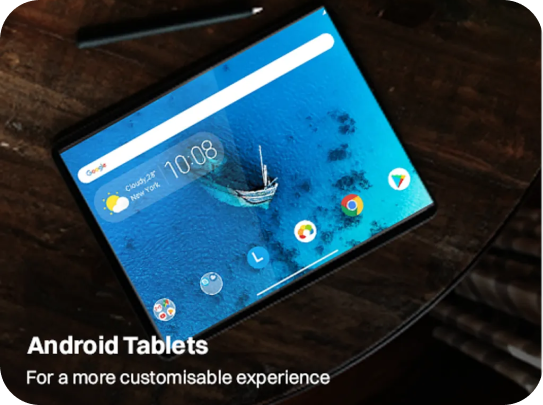 Google
10:08
Cloudy, 28°
New York
L
Android Tablets
For a more customisable experience